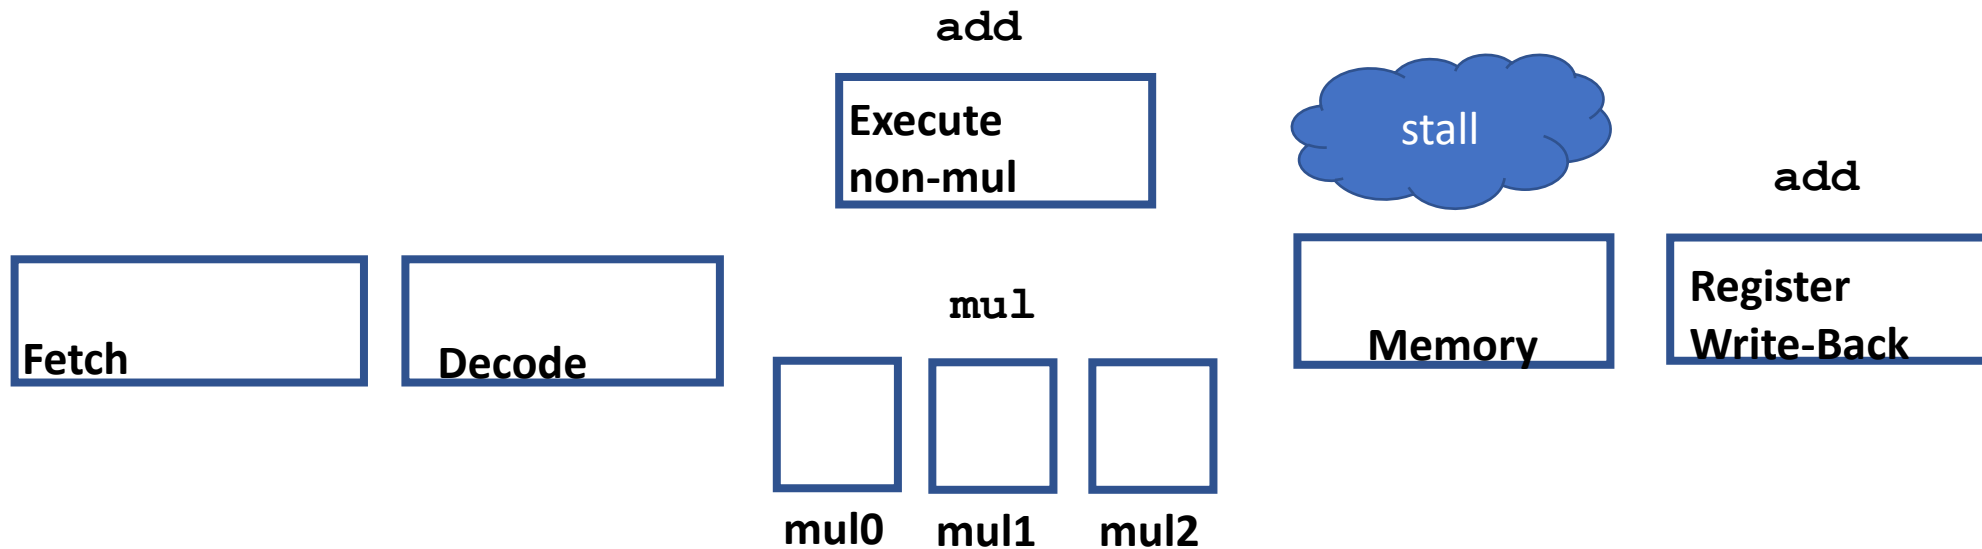 add
Execute
non-mul
stall
add
Fetch
Decode
mul
Memory
Register
Write-Back
mul0
mul1
mul2